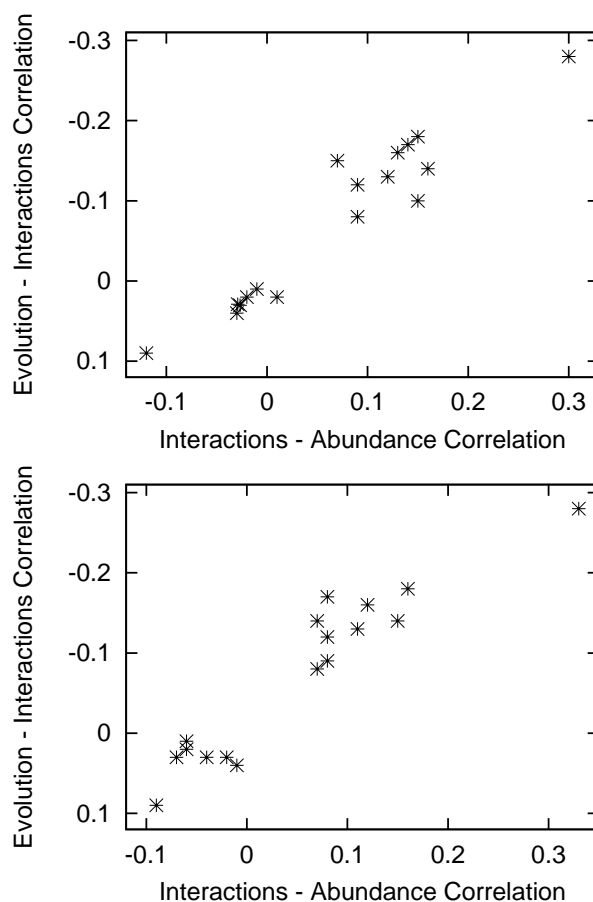 -0.3
-0.2
-0.1
0
0.1
-0.1 0 0.1 0.2 0.3
Evolution - Interactions Correlation
Interactions - Abundance Correlation
-0.3
-0.2
-0.1
0
0.1
-0.1 0 0.1 0.2 0.3
Evolution - Interactions Correlation
Interactions - Abundance Correlation